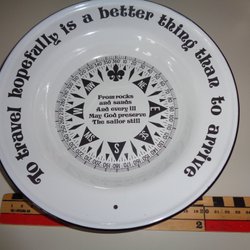 To travel hopefully is a better thing than to arrive
From rocks
and sands
And every ill
May God preserve
The sailor still
E
S
W
2